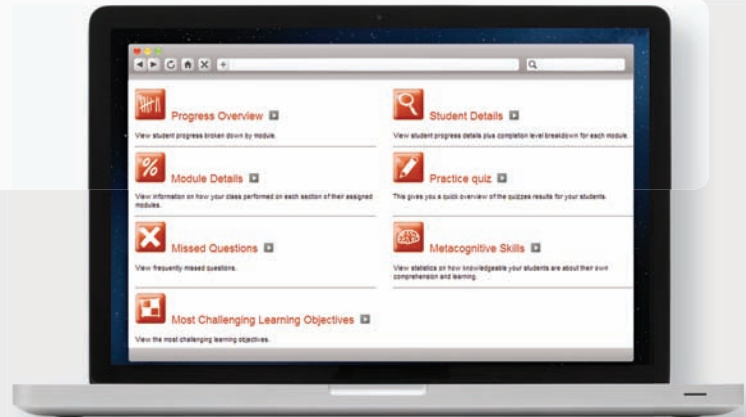 Progress Overview
View student progress broken down by module.
Student Details
View student progress details plus completion level breakdown for each module.
% Module Details
View information on how your class performed on each section of their assigned
modules.
Practice quiz
This gives you a quick overview of the quizzes results for your students.
Missed Questions
View frequently missed questions.
Metacognitive Skills
View statistics on how knowledgeable your students are about their own
comprehension and learning.
Most Challenging Learning Objectives
View the most challenging learning objectives.